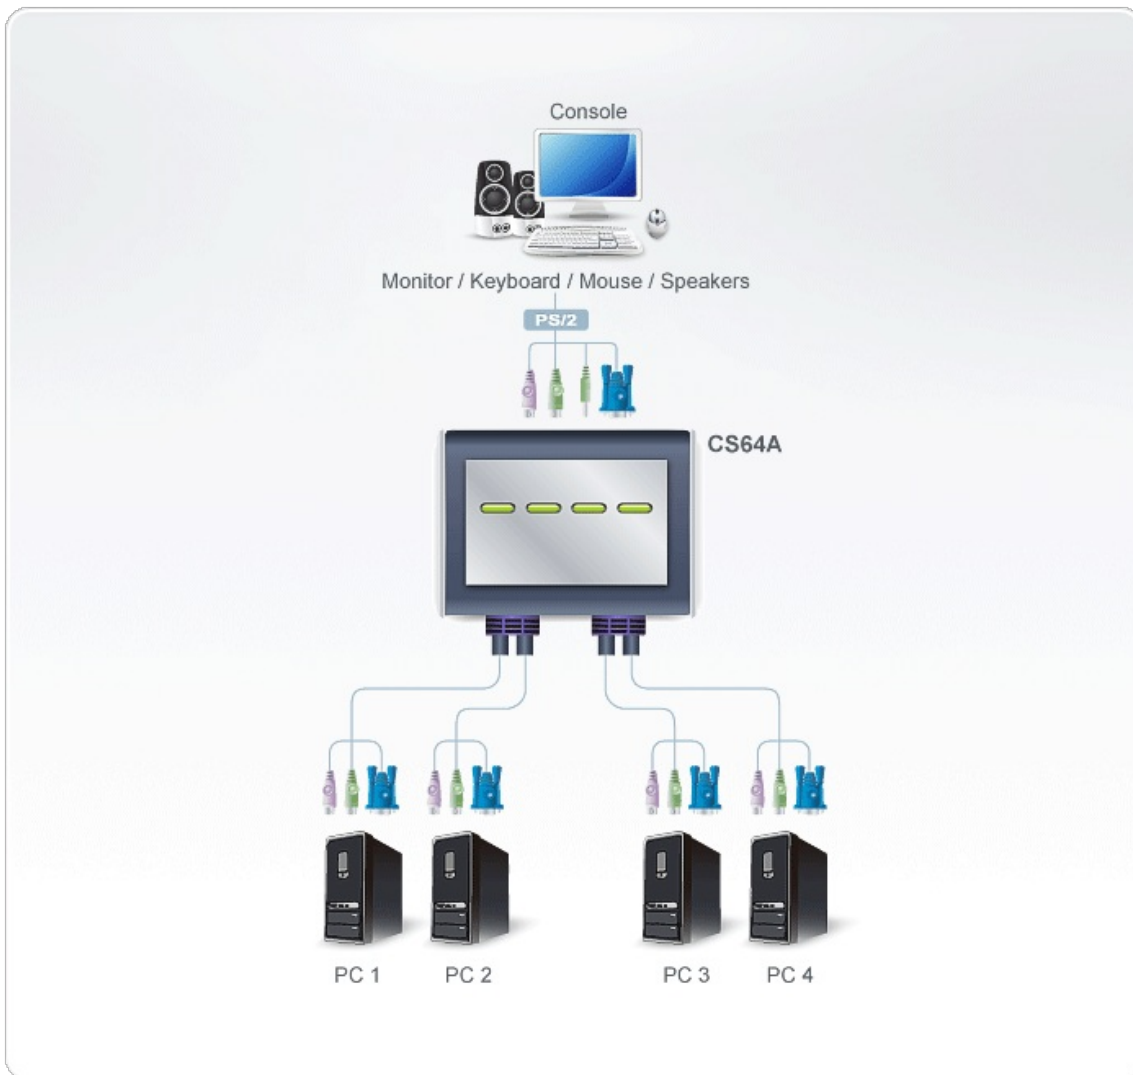 Console
Monitor / Keyboard / Mouse / Speakers
PS/2
CS64A
PC 1
PC 2
PC 3
PC 4